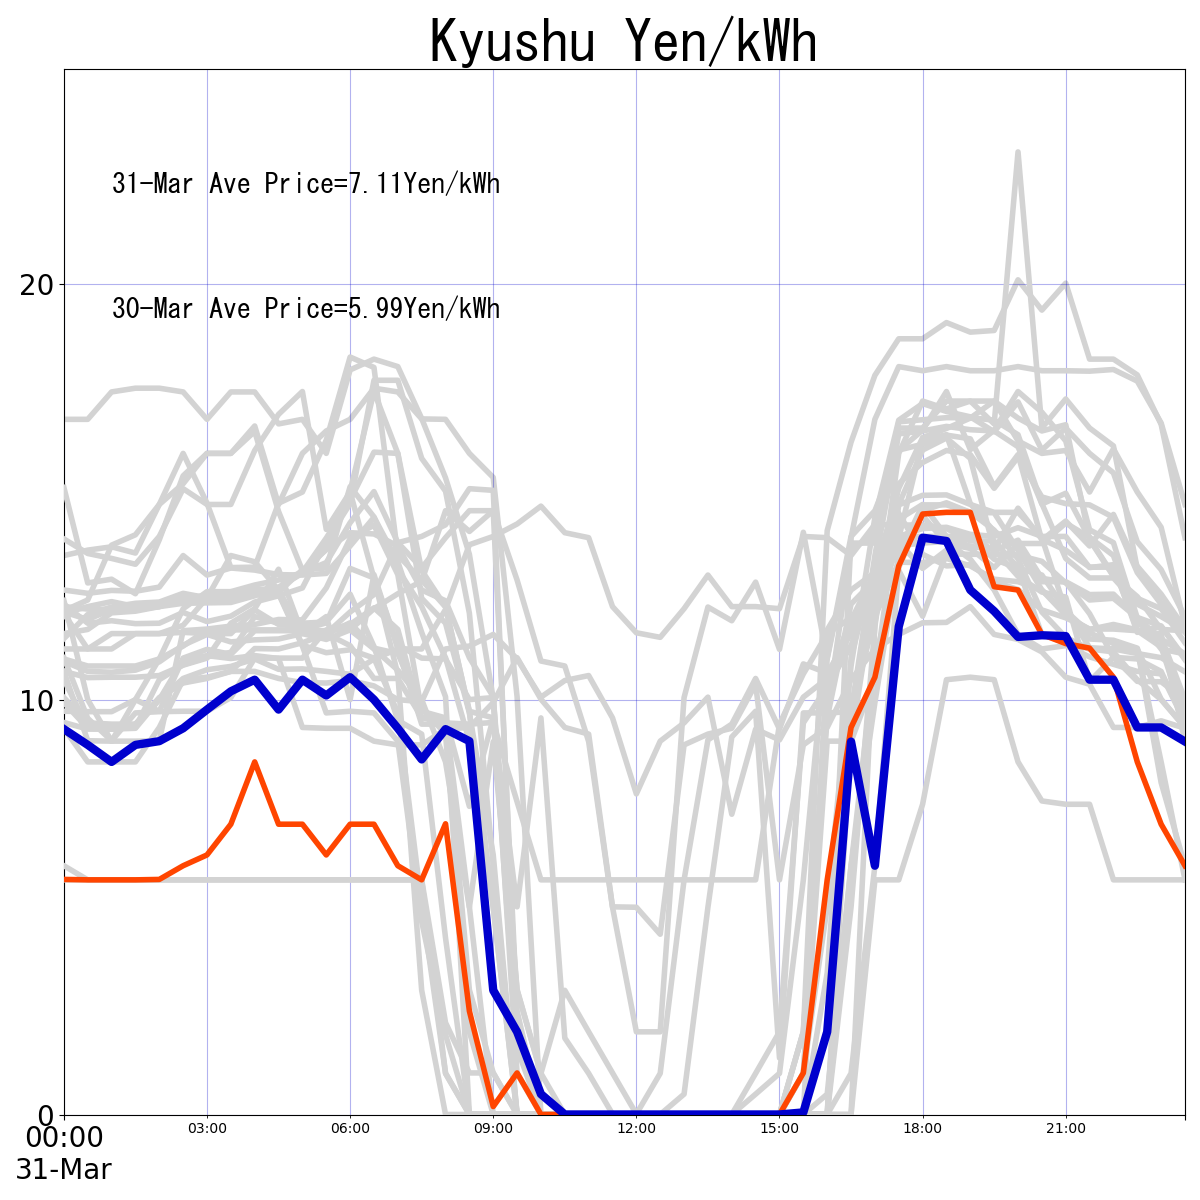 Kyushu Yen/kWh
31-Mar Ave Price=7.11Yen/kWh
30-Mar Ave Price=5.99Yen/kWh
20
10
0
00:00 03:00 06:00 09:00 12:00 15:00 18:00 21:00
31-Mar